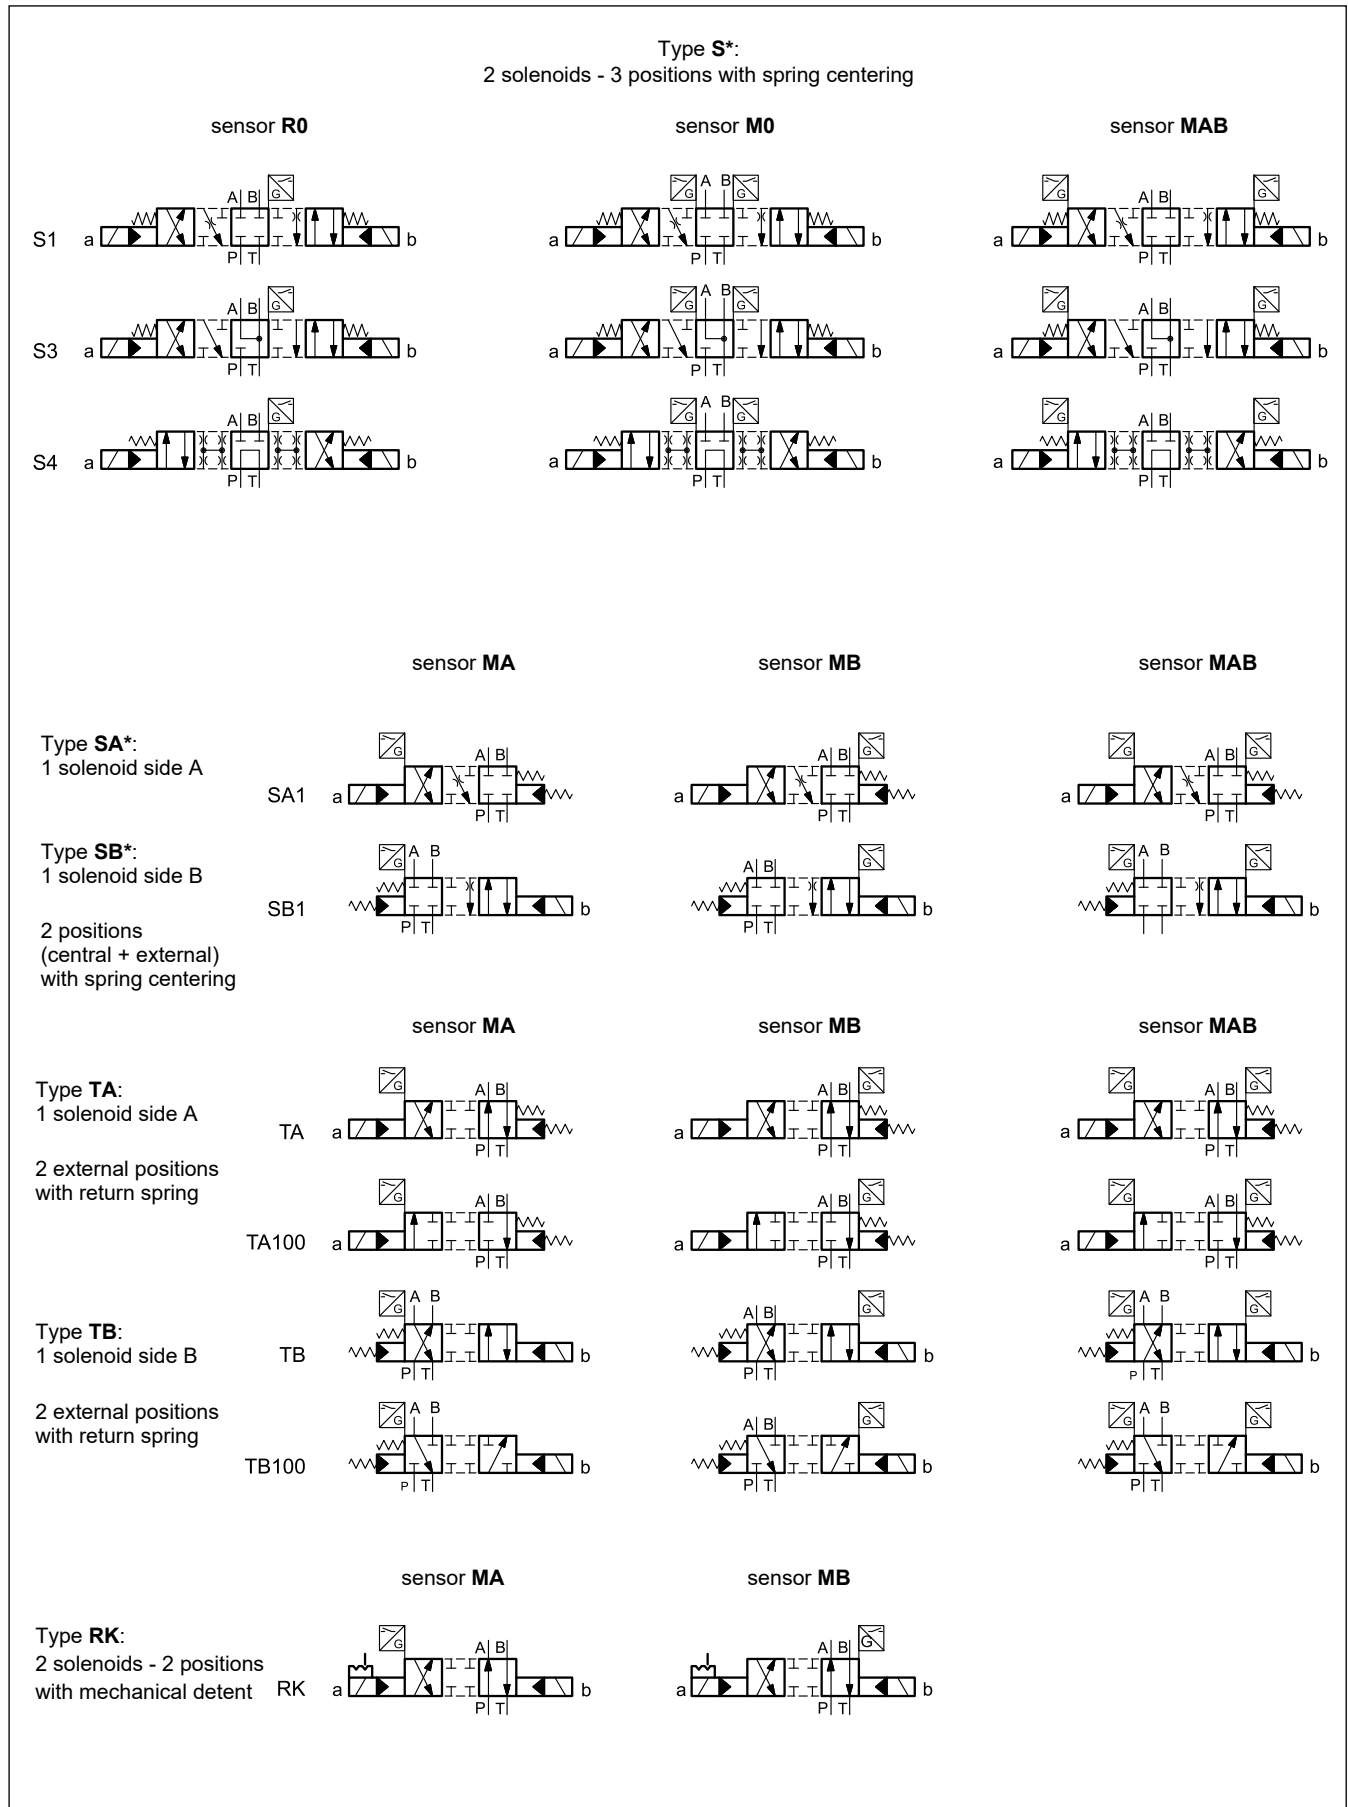 Type S*:
2 solenoids - 3 positions with spring centering
sensor R0 sensor M0 sensor MAB
A B G G A B G G A B G
S1 a b a b a b
P T P T P T
A B G G A B G G A B G
S3 a b a b a b
P T P T P T
A B G G A B G G A B G
S4 a b a b a b
P T P T P T
sensor MA sensor MB sensor MAB
Type SA*:
1 solenoid side A
G A B A B G G A B G
SA1 a a a
P T P T P T
Type SB*:
1 solenoid side B
G A B A B G G A B G
SB1 b b b
P T P T
2 positions
(central + external)
with spring centering
sensor MA sensor MB sensor MAB
Type TA:
1 solenoid side A
G A B A B G G A B G
TA a a a
P T P T P T
2 external positions
with return spring
G A B A B G G A B G
TA100 a a a
P T P T P T
Type TB:
1 solenoid side B
G A B A B G G A B G
TB b b b
P T P T P T
2 external positions
with return spring
G A B A B G G A B G
TB100 b b b
P T P T P T
sensor MA sensor MB
Type RK:
2 solenoids - 2 positions
with mechanical detent
G A B A B G
RK a b a b
P T P T